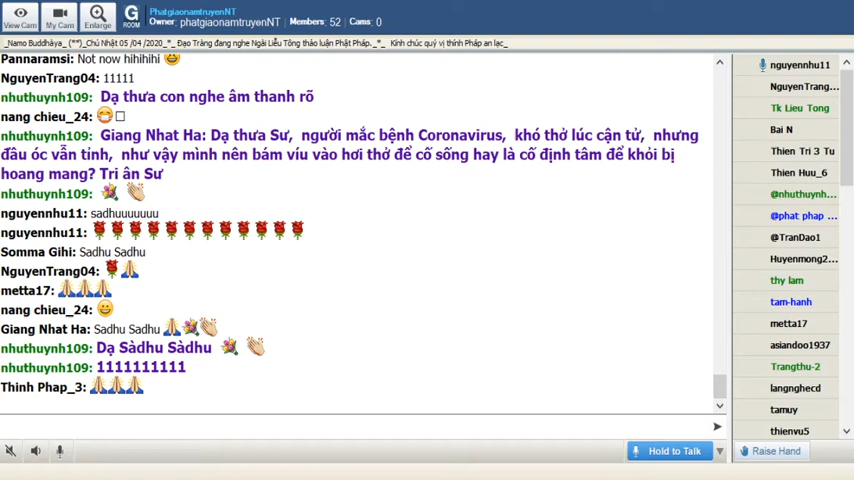 PhatgiaonamtruyenNT
Owner: phatgiaonamtruyenNT | Members: 52 Cams: 0
View Cam
My Cam
Enlarge
G
ROOM
_Namo Buddhàya_ (**)_Chủ Nhật 05 /04 /2020_*_ Đạo Tràng đang nghe Ngài Liễu Tông thảo luận Phật Pháp._*_ Kính chúc quý vị thính Pháp an lạc_
Pannaramsi: Not now hihihihi
NguyenTrang04: 11111
nhuthuynh109: Dạ thưa con nghe âm thanh rõ
nang chieu_24:
nhuthuynh109: Giang Nhat Ha: Dạ thưa Sư, người mắc bệnh Coronavirus, khó thở lúc cận tử, nhưng
đầu óc vẫn tỉnh, như vậy mình nên bám víu vào hơi thở để cố sống hay là cố định tâm để khỏi bị
hoang mang? Tri ân Sư
nhuthuynh109:
nguyennhu11: sadhuuuuuuu
nguyennhu11:
Somma Gihi: Sadhu Sadhu
NguyenTrang04:
metta17:
nang chieu_24:
Giang Nhat Ha: Sadhu Sadhu
nhuthuynh109: Dạ Sàdhu Sàdhu
nhuthuynh109: 1111111111
Thinh Phap_3:
nguyennhu11
NguyenTrang...
Tk Lieu Tong
Bai N
Thien Tri 3 Tu
Thien Huu_6
@nhuthuynh...
@phat phap ...
@TranDao1
Huyenmong2...
thy lam
tam-hanh
metta17
asiandoo1937
Trangthu-2
langnghecd
tamuy
thienvu5
Hold to Talk
Raise Hand